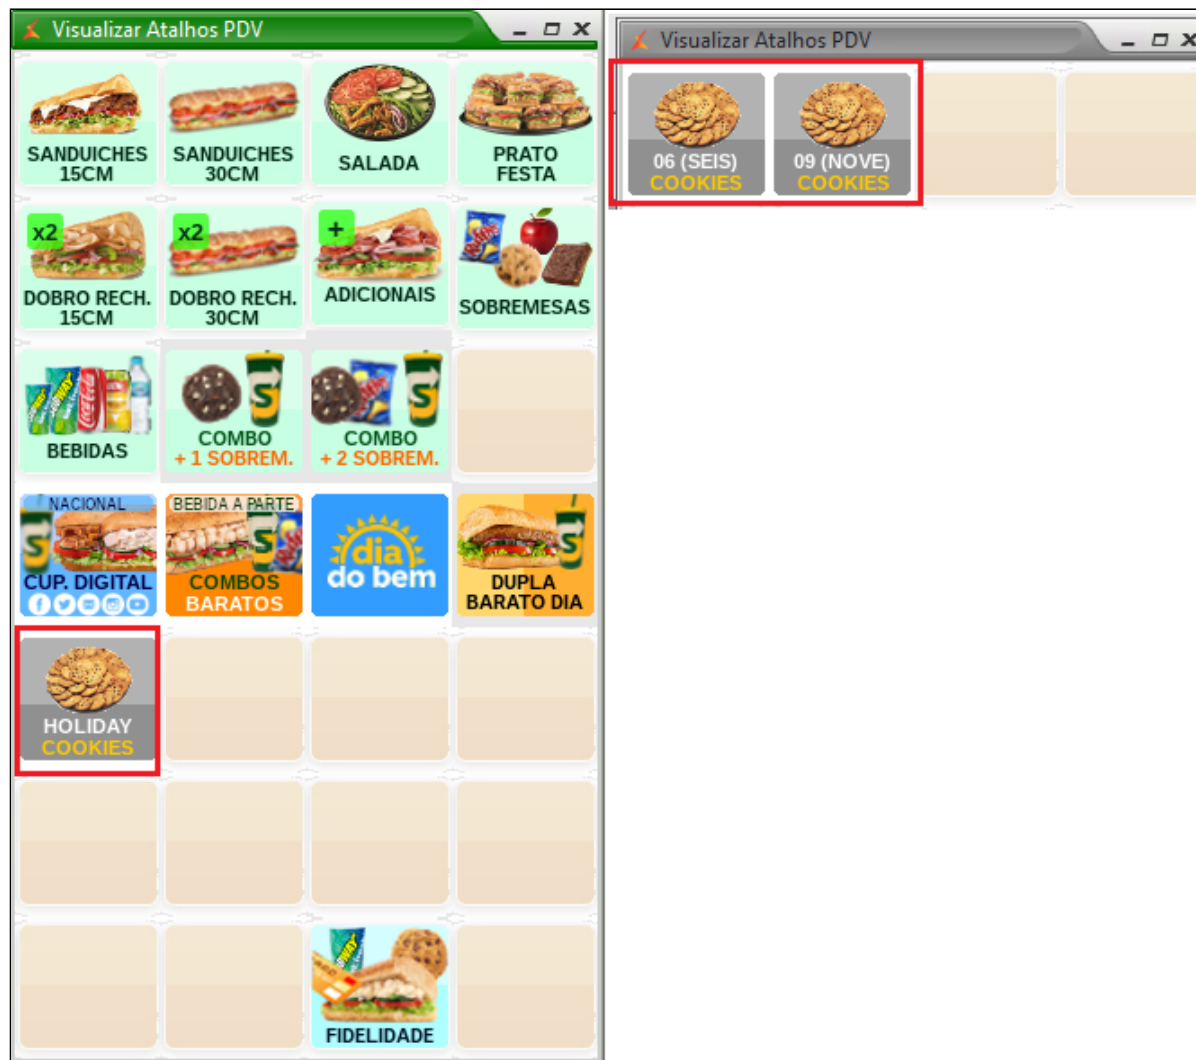 Visualizar Atalhos PDV
SANDUICHES
15CM
SANDUICHES
30CM
SALADA
PRATO
FESTA
x2
DOBRO RECH.
15CM
x2
DOBRO RECH.
30CM
+
ADICIONAIS
SOBREMESAS
BEBIDAS
COMBO
+ 1 SOBREM.
COMBO
+ 2 SOBREM.
NACIONAL
CUP. DIGITAL
BEBIDA A PARTE
COMBOS
BARATOS
dia
do bem
DUPLA
BARATO DIA
HOLIDAY
COOKIES
FIDELIDADE
Visualizar Atalhos PDV
06 (SEIS)
COOKIES
09 (NOVE)
COOKIES